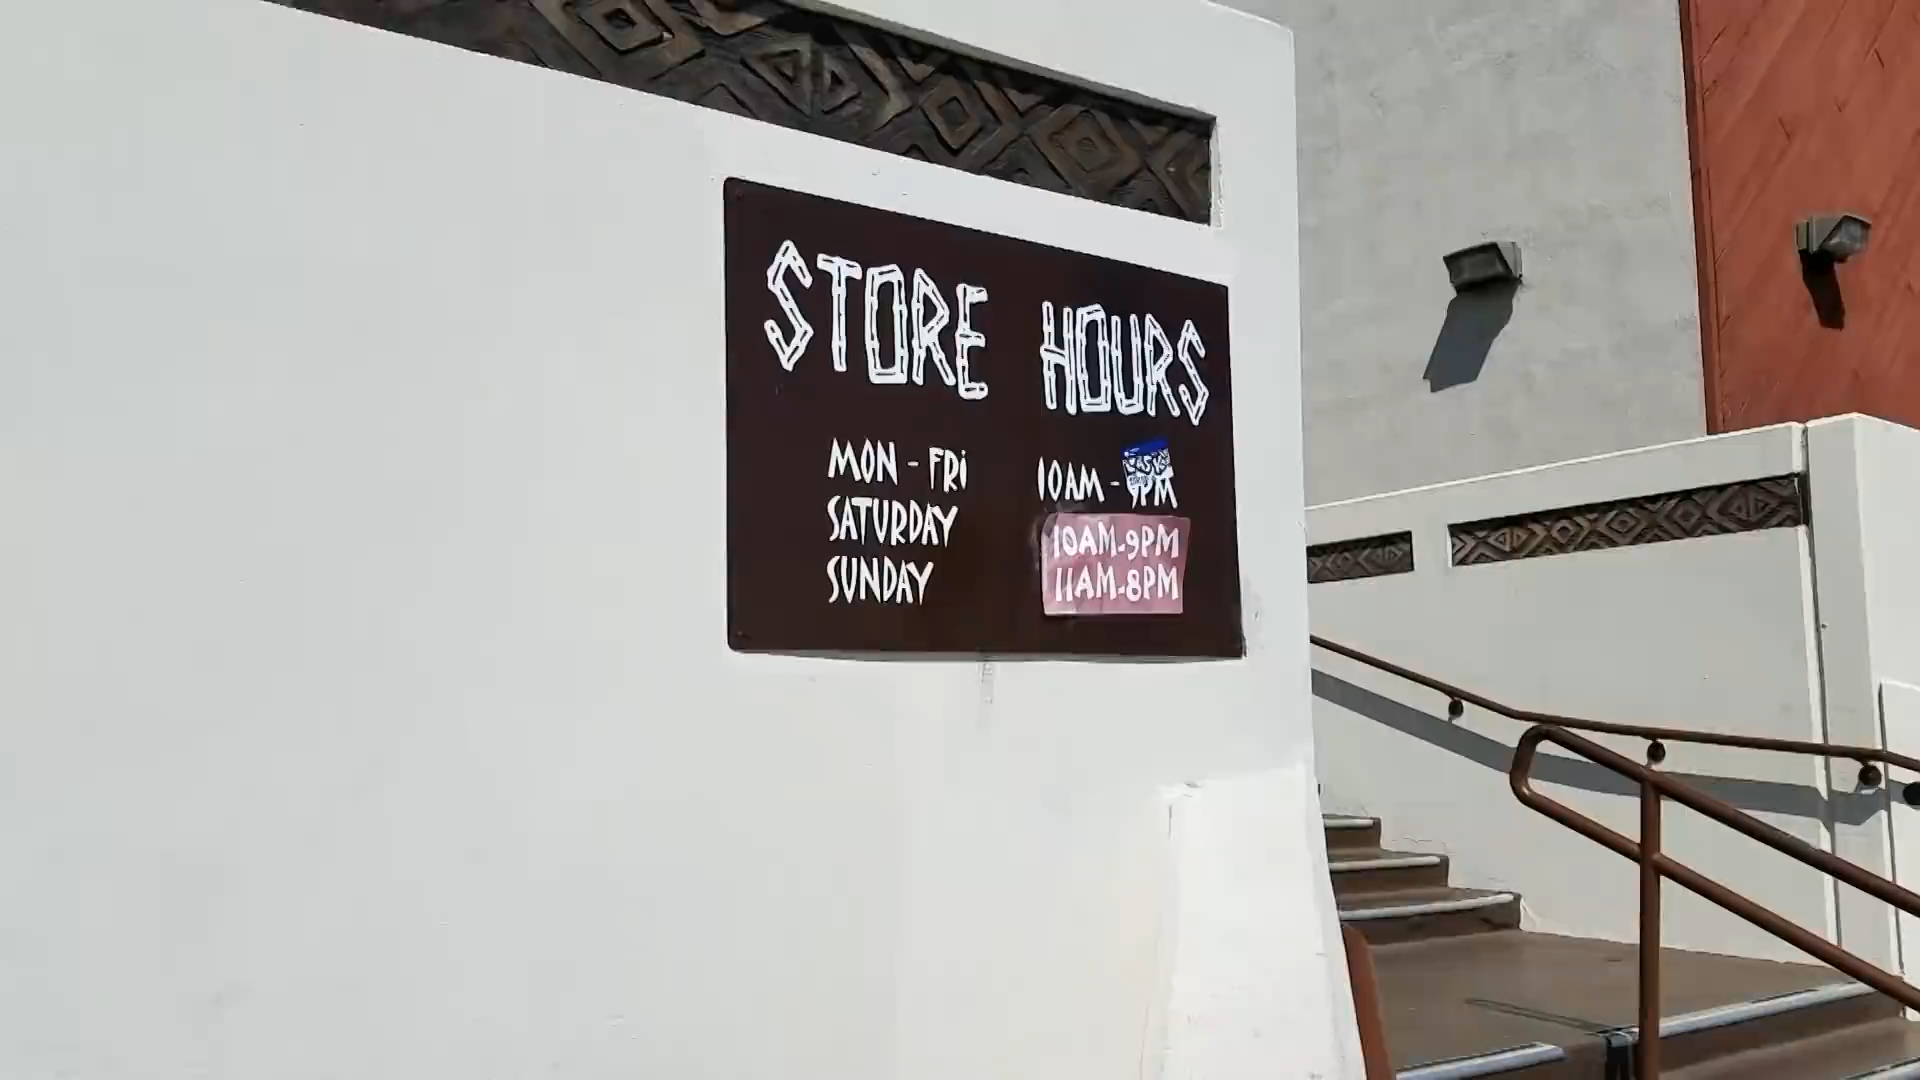 STORE HOURS
MON - FRi 10AM - 9PM
SATURDAY 10AM-9PM
SUNDAY 11AM-8PM